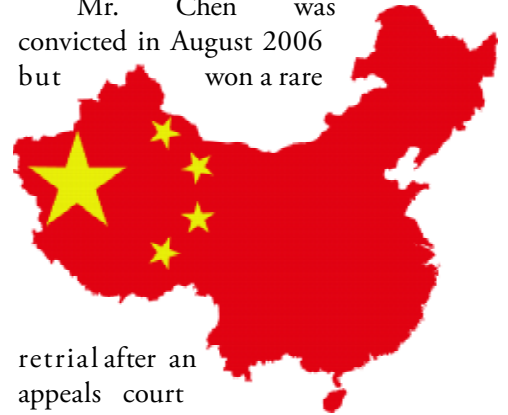 Mr. Chen was
convicted in August 2006
but won a rare
retrial after an
appeals court